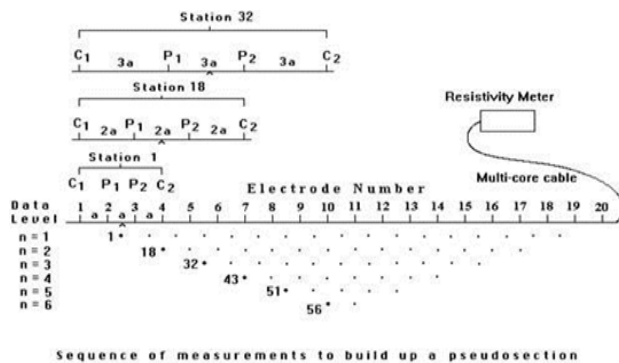 Station 32
C1 3a P1 3a P2 3a C2
Station 18
C1 2a P1 2a P2 2a C2
Resistivity Meter
Station 1
C1 P1 P2 C2
Multi-core cable
Electrode Number
Data Level
1 2 3 4 5 6 7 8 9 10 11 12 13 14 15 16 17 18 19 20
a a a
n = 1 1
n = 2 18
n = 3 32
n = 4 43
n = 5 51
n = 6 56
Sequence of measurements to build up a pseudosection